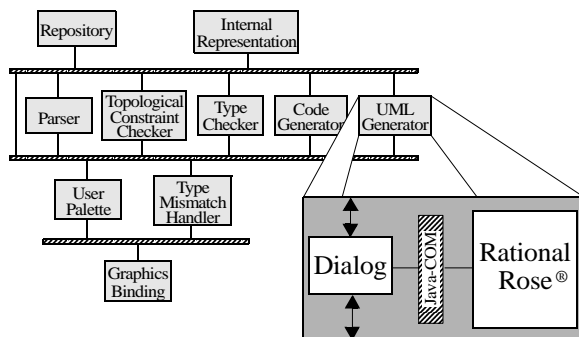 Repository
Internal
Representation
Parser
Topological
Constraint
Checker
Type
Checker
Code
Generator
UML
Generator
User
Palette
Type
Mismatch
Handler
Graphics
Binding
Dialog
Java-COM
Rational
Rose®